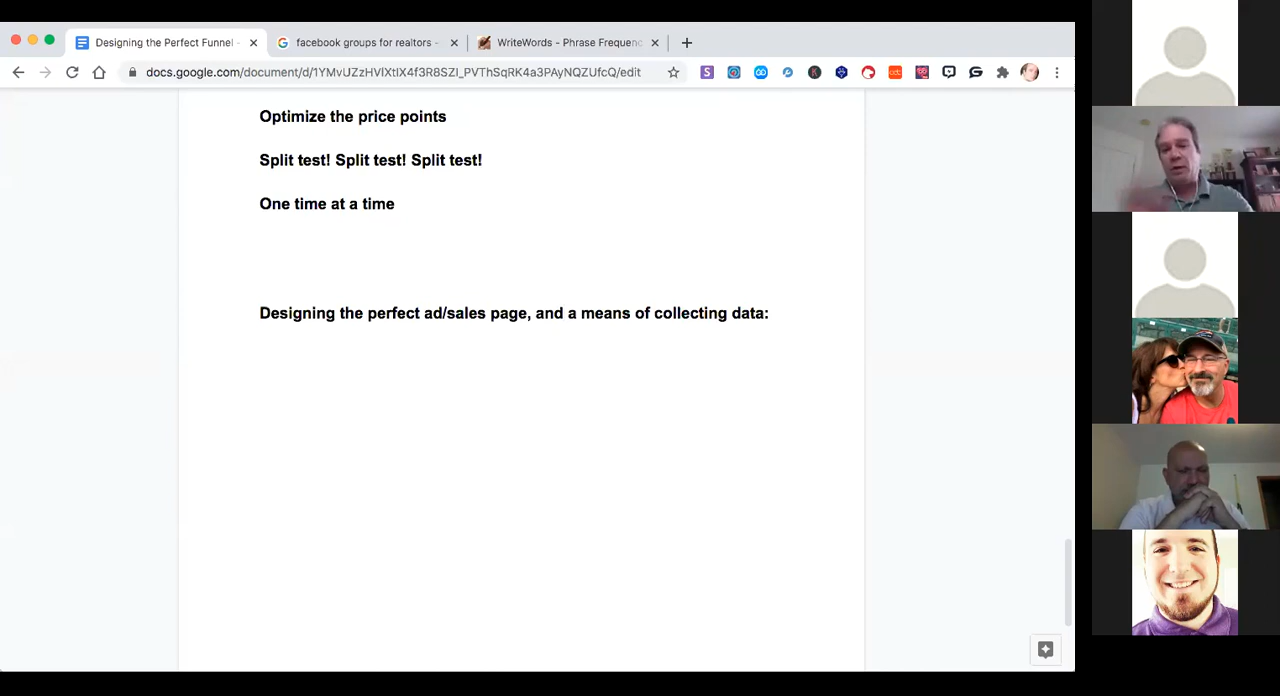 Designing the Perfect Funnel -
facebook groups for realtors -
WriteWords - Phrase Frequenc
docs.google.com/document/d/1YMvUZzHVlXtIX4f3R8SZI_PVThSqRK4a3PAyNQZUfcQ/edit
Optimize the price points
Split test! Split test! Split test!
One time at a time
Designing the perfect ad/sales page, and a means of collecting data: